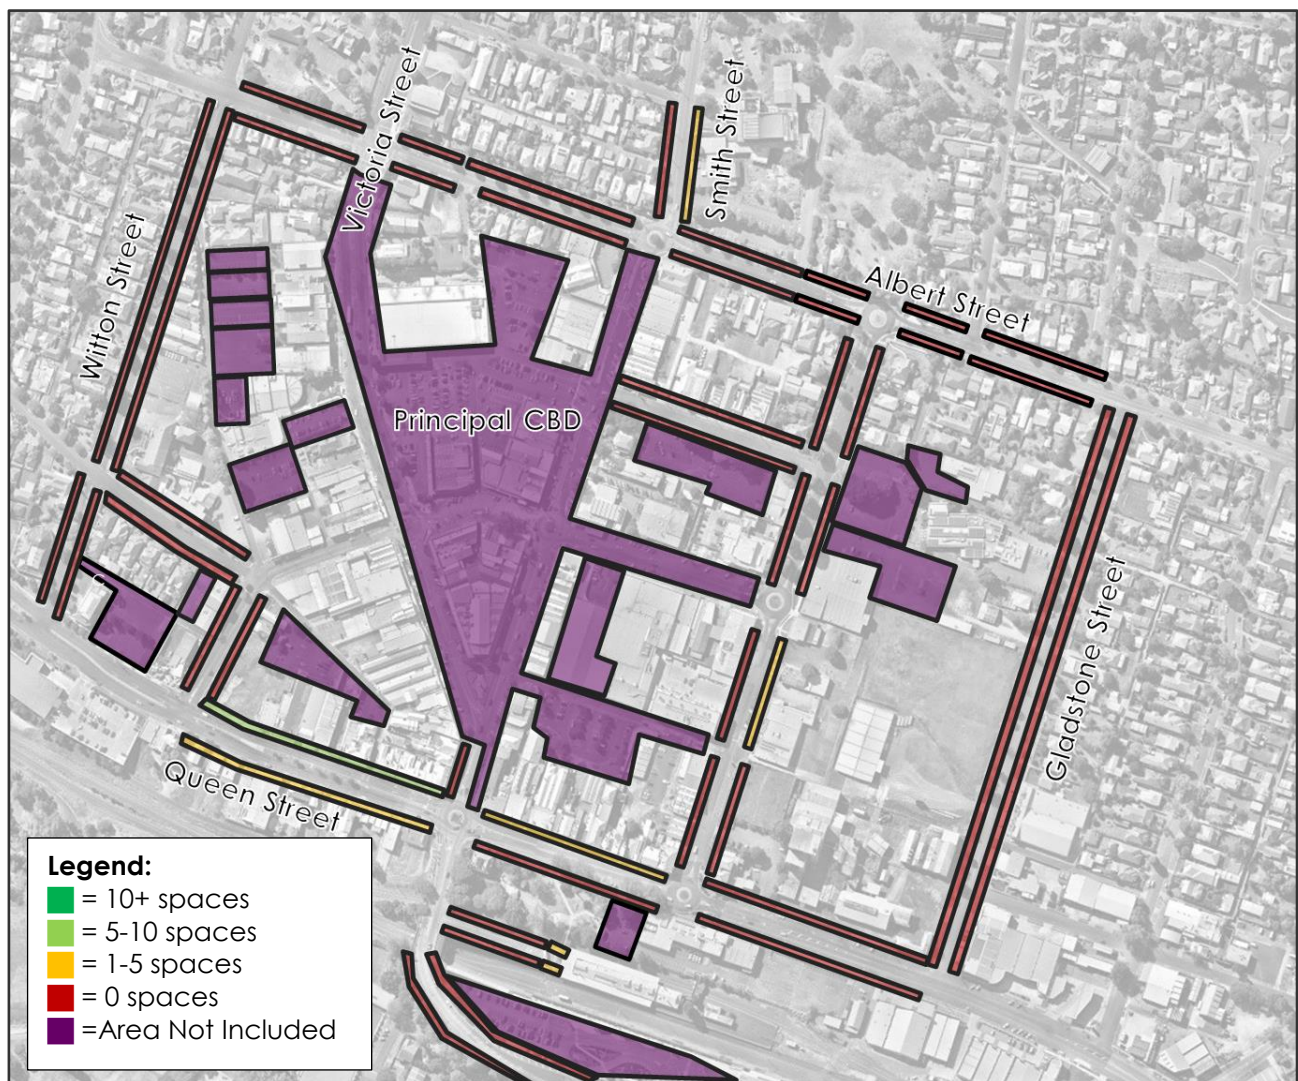 Victoria Street
Smith Street
Witton Street
Albert Street
Principal CBD
Gladstone Street
Queen Street
Legend:
= 10+ spaces
= 5-10 spaces
= 1-5 spaces
= 0 spaces
=Area Not Included